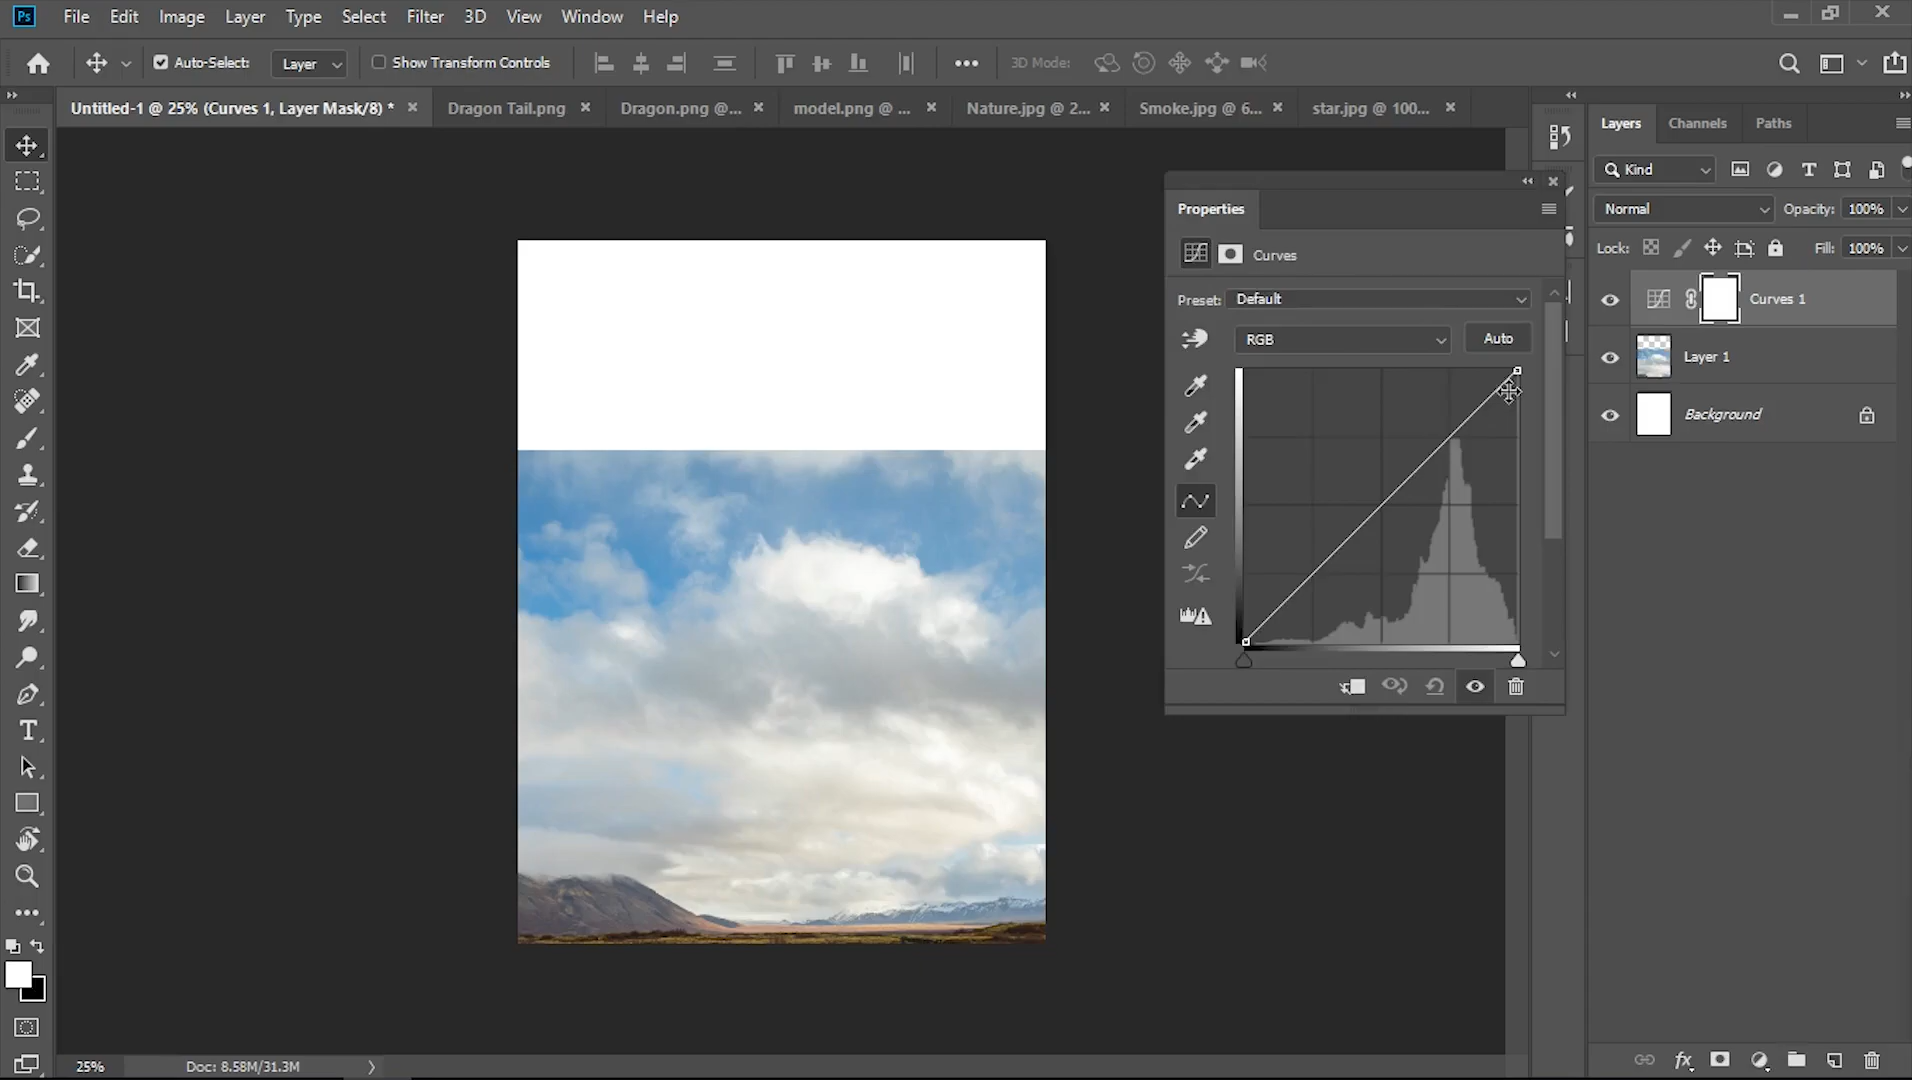 Ps File Edit Image Layer Type Select Filter 3D View Window Help
Auto-Select: Layer Show Transform Controls 3D Mode:
Untitled-1 @ 25% (Curves 1, Layer Mask/8) * Dragon Tail.png Dragon.png @... model.png @ ... Nature.jpg @ 2... Smoke.jpg @ 6... star.jpg @ 100...
Layers Channels Paths
Kind
Properties
Normal Opacity: 100%
Lock: Fill: 100%
Curves
Preset: Default
Curves 1
RGB Auto
Layer 1
Background
T
25% Doc: 8.58M/31.3M
fx